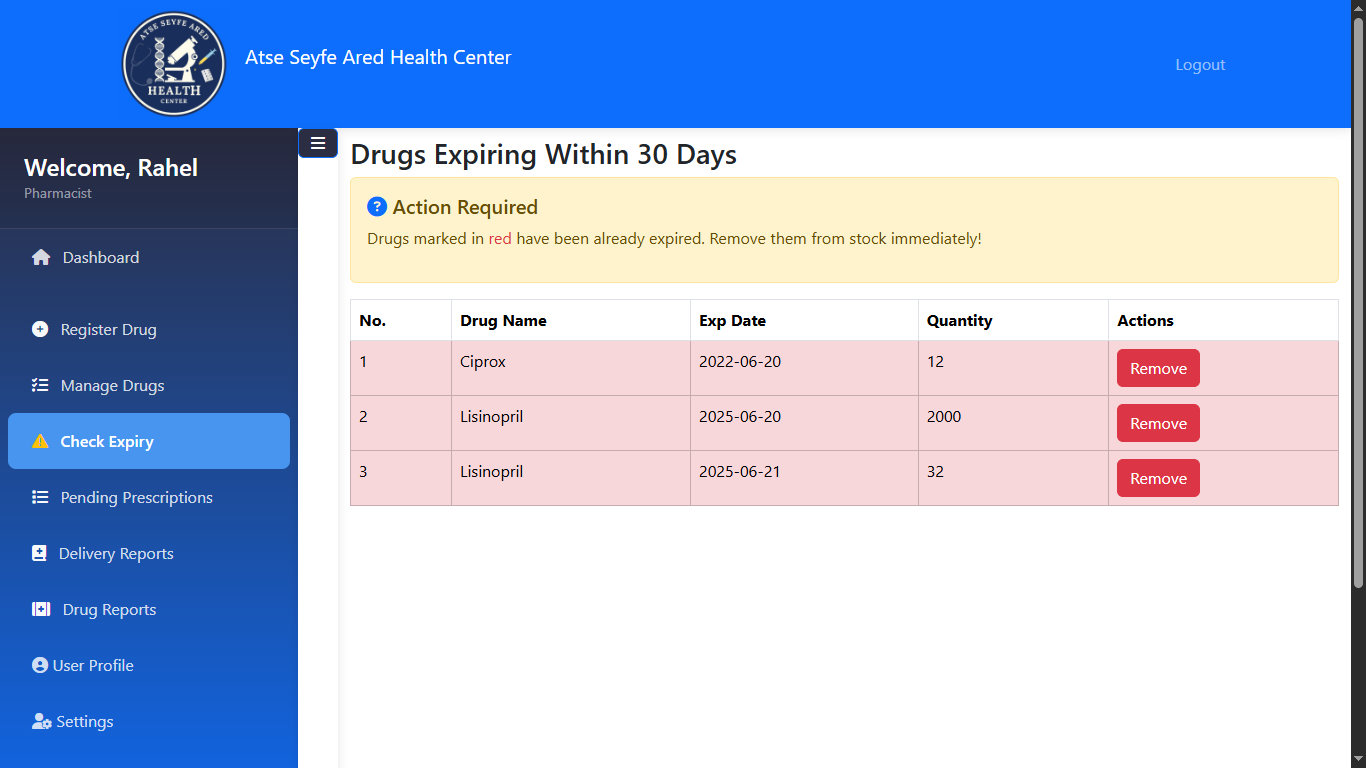 ATSE SEYFE ARED
HEALTH
CENTER
Atse Seyfe Ared Health Center
Logout
Welcome, Rahel
Pharmacist
Dashboard
Register Drug
Manage Drugs
Check Expiry
Pending Prescriptions
Delivery Reports
Drug Reports
User Profile
Settings
Drugs Expiring Within 30 Days
Action Required
Drugs marked in red have been already expired. Remove them from stock immediately!
No. Drug Name Exp Date Quantity Actions
1 Ciprox 2022-06-20 12 Remove
2 Lisinopril 2025-06-20 2000 Remove
3 Lisinopril 2025-06-21 32 Remove